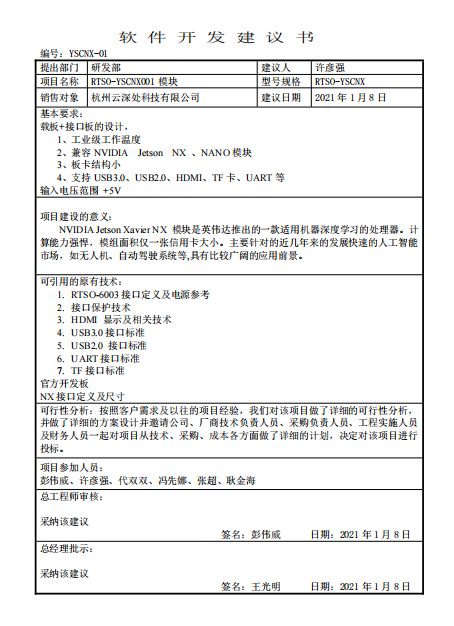 软 件 开 发 建 议 书
编号: YSCNX-01
提出部门 研发部 建议人 许彦强
项目名称 RTSO-YSCNX001 模块 型号规格 RTSO-YSCNX
销售对象 杭州云深处科技有限公司 建议日期 2021 年 1 月 8 日
基本要求:
载板+接口板的设计,
1、工业级工作温度
2、兼容 NVIDIA Jetson NX 、NANO 模块
3、板卡结构小
4、支持 USB3.0、USB2.0、HDMI、TF 卡、UART 等
输入电压范围 +5V
项目建设的意义:
NVIDIA Jetson Xavier NX 模块是英伟达推出的一款适用机器深度学习的处理器。计
算能力强悍,模组面积仅一张信用卡大小。主要针对的近几年来的发展快速的人工智能
市场,如无人机、自动驾驶系统等,具有比较广阔的应用前景。
可引用的原有技术:
1. RTSO-6003 接口定义及电源参考
2. 接口保护技术
3. HDMI 显示及相关技术
4. USB3.0 接口标准
5. USB2.0 接口标准
6. UART 接口标准
7. TF 接口标准
官方开发板
NX 接口定义及尺寸
可行性分析:按照客户需求及以往的项目经验,我们对该项目做了详细的可行性分析,
并做了详细的方案设计并邀请公司、厂商技术负责人员、采购负责人员、工程实施人员
及财务人员一起对项目从技术、采购、成本各方面做了详细的计划,决定对该项目进行
投标。
项目参加人员:
彭伟威、许彦强、代双双、冯先娜、张超、耿金海
总工程师审核:
采纳该建议
签名:彭伟威 日期:2021 年 1 月 8 日
总经理批示:
采纳该建议
签名:王光明 日期:2021 年 1 月 8 日